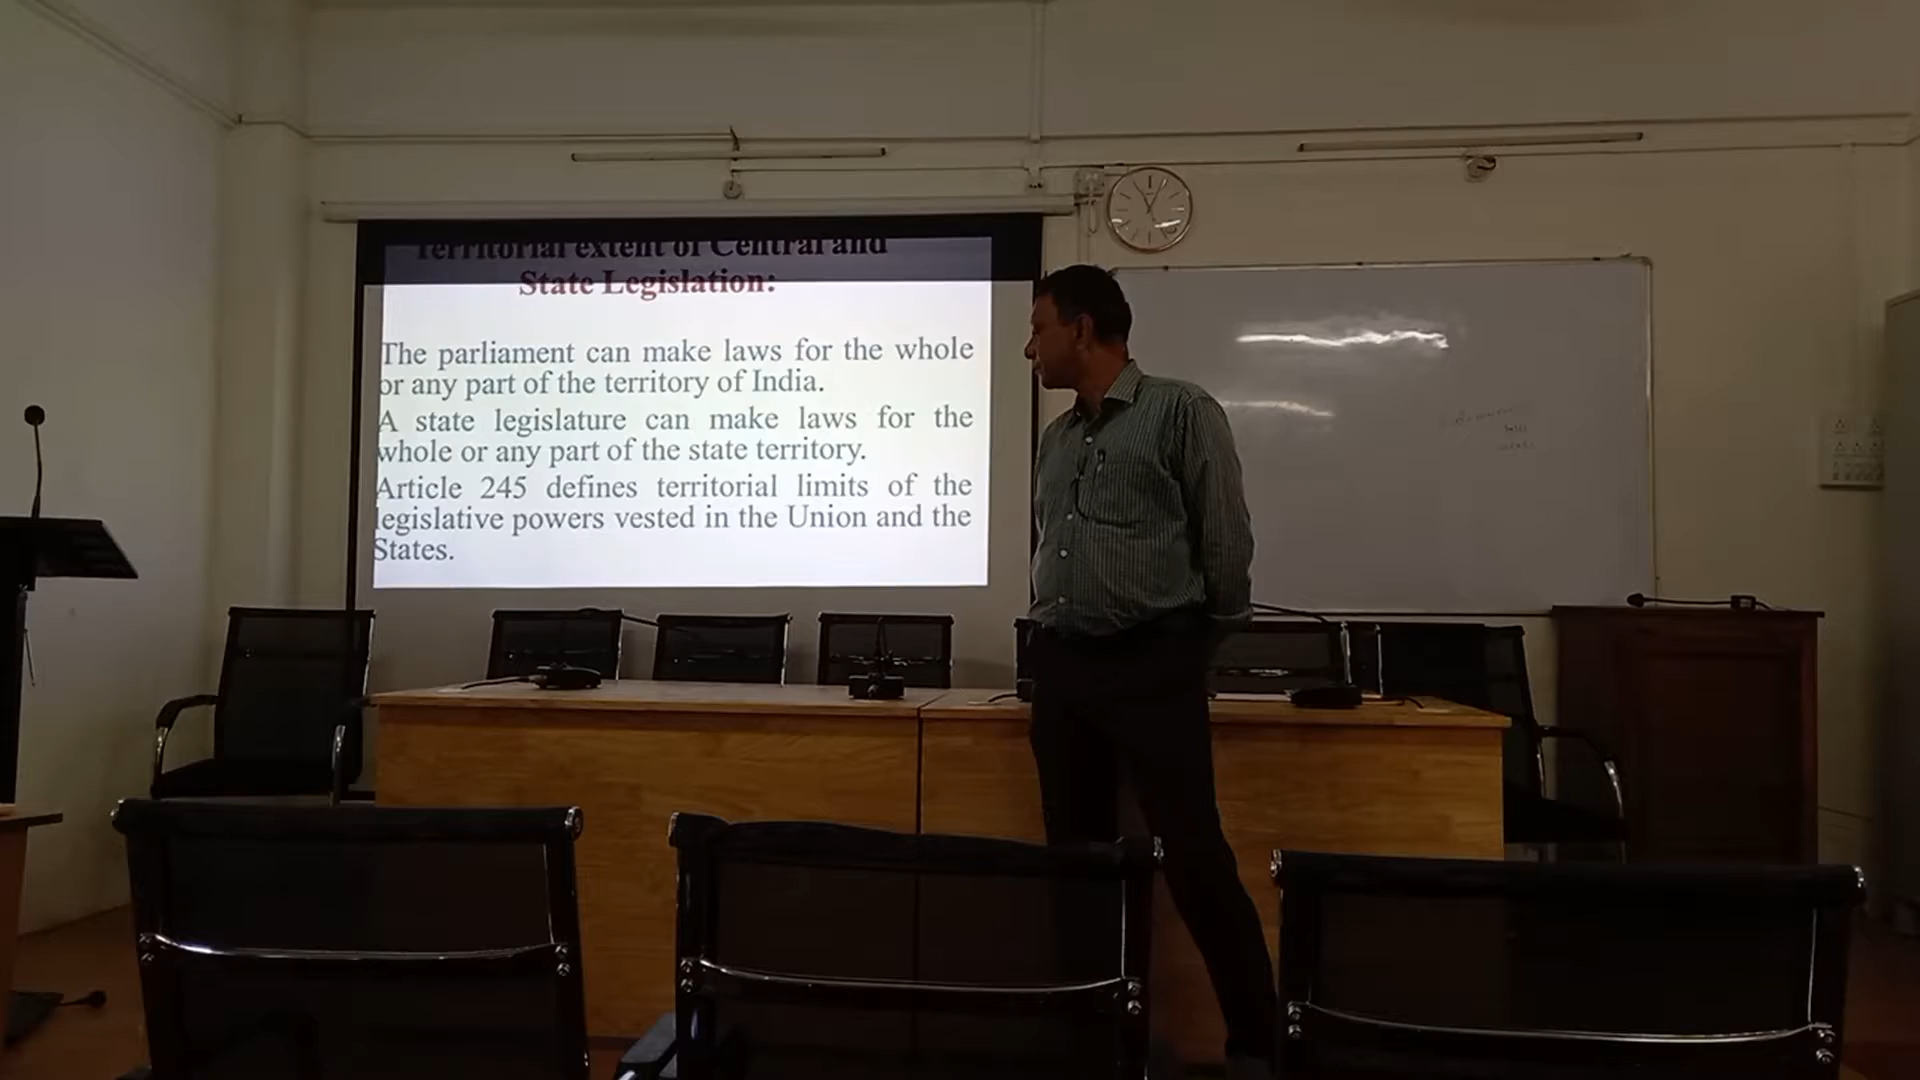 Territorial extent of Central and
State Legislation:
The parliament can make laws for the whole
or any part of the territory of India.
A state legislature can make laws for the
whole or any part of the state territory.
Article 245 defines territorial limits of the
legislative powers vested in the Union and the
States.